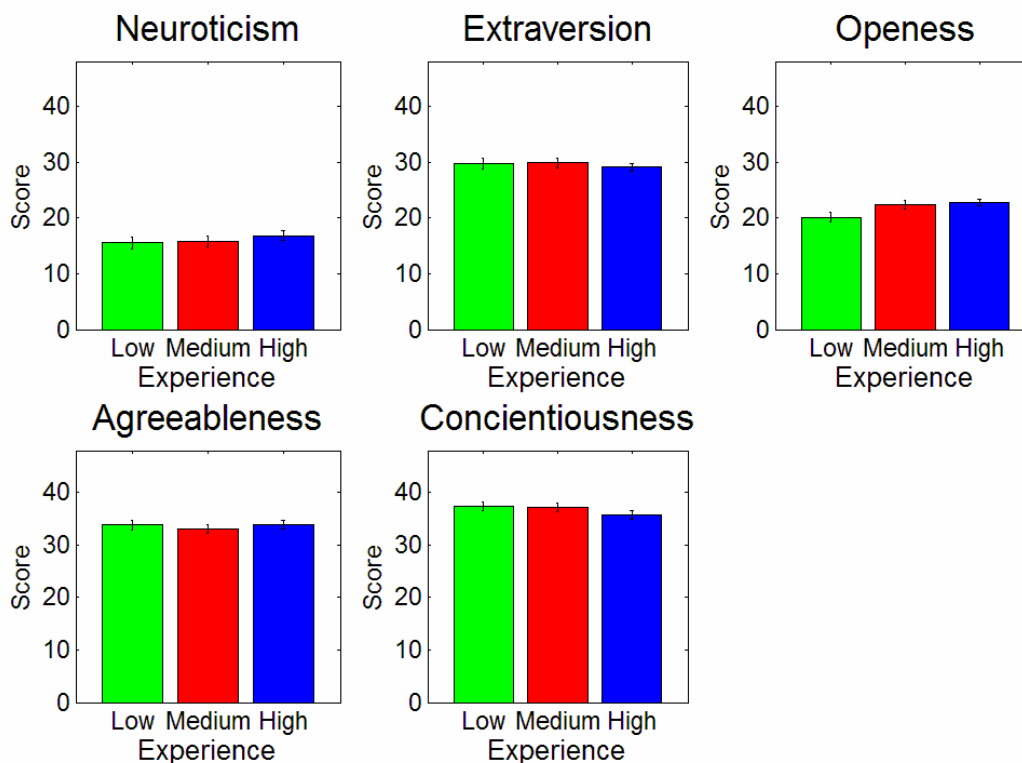 Neuroticism
Score
40
30
20
10
0
Low Medium High
Experience
Extraversion
Score
40
30
20
10
0
Low Medium High
Experience
Openess
Score
40
30
20
10
0
Low Medium High
Experience
Agreeableness
Score
40
30
20
10
0
Low Medium High
Experience
Concientiousness
Score
40
30
20
10
0
Low Medium High
Experience